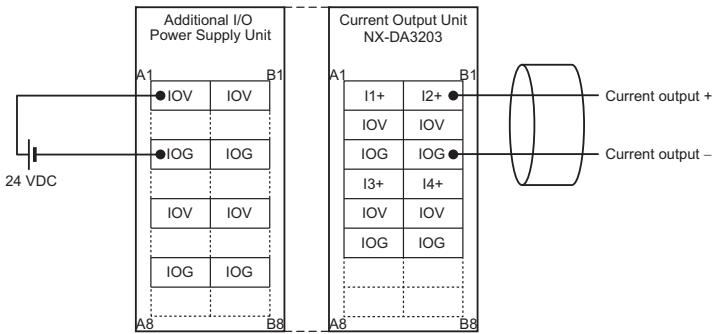 Additional I/O
Power Supply Unit
Current Output Unit
NX-DA3203
A1 B1 A1 B1
IOV IOV I1+ I2+ Current output +
IOV IOV
IOG IOG IOG IOG Current output –
24 VDC I3+ I4+
IOV IOV IOV IOV
IOG IOG
IOG IOG
A8 B8 A8 B8